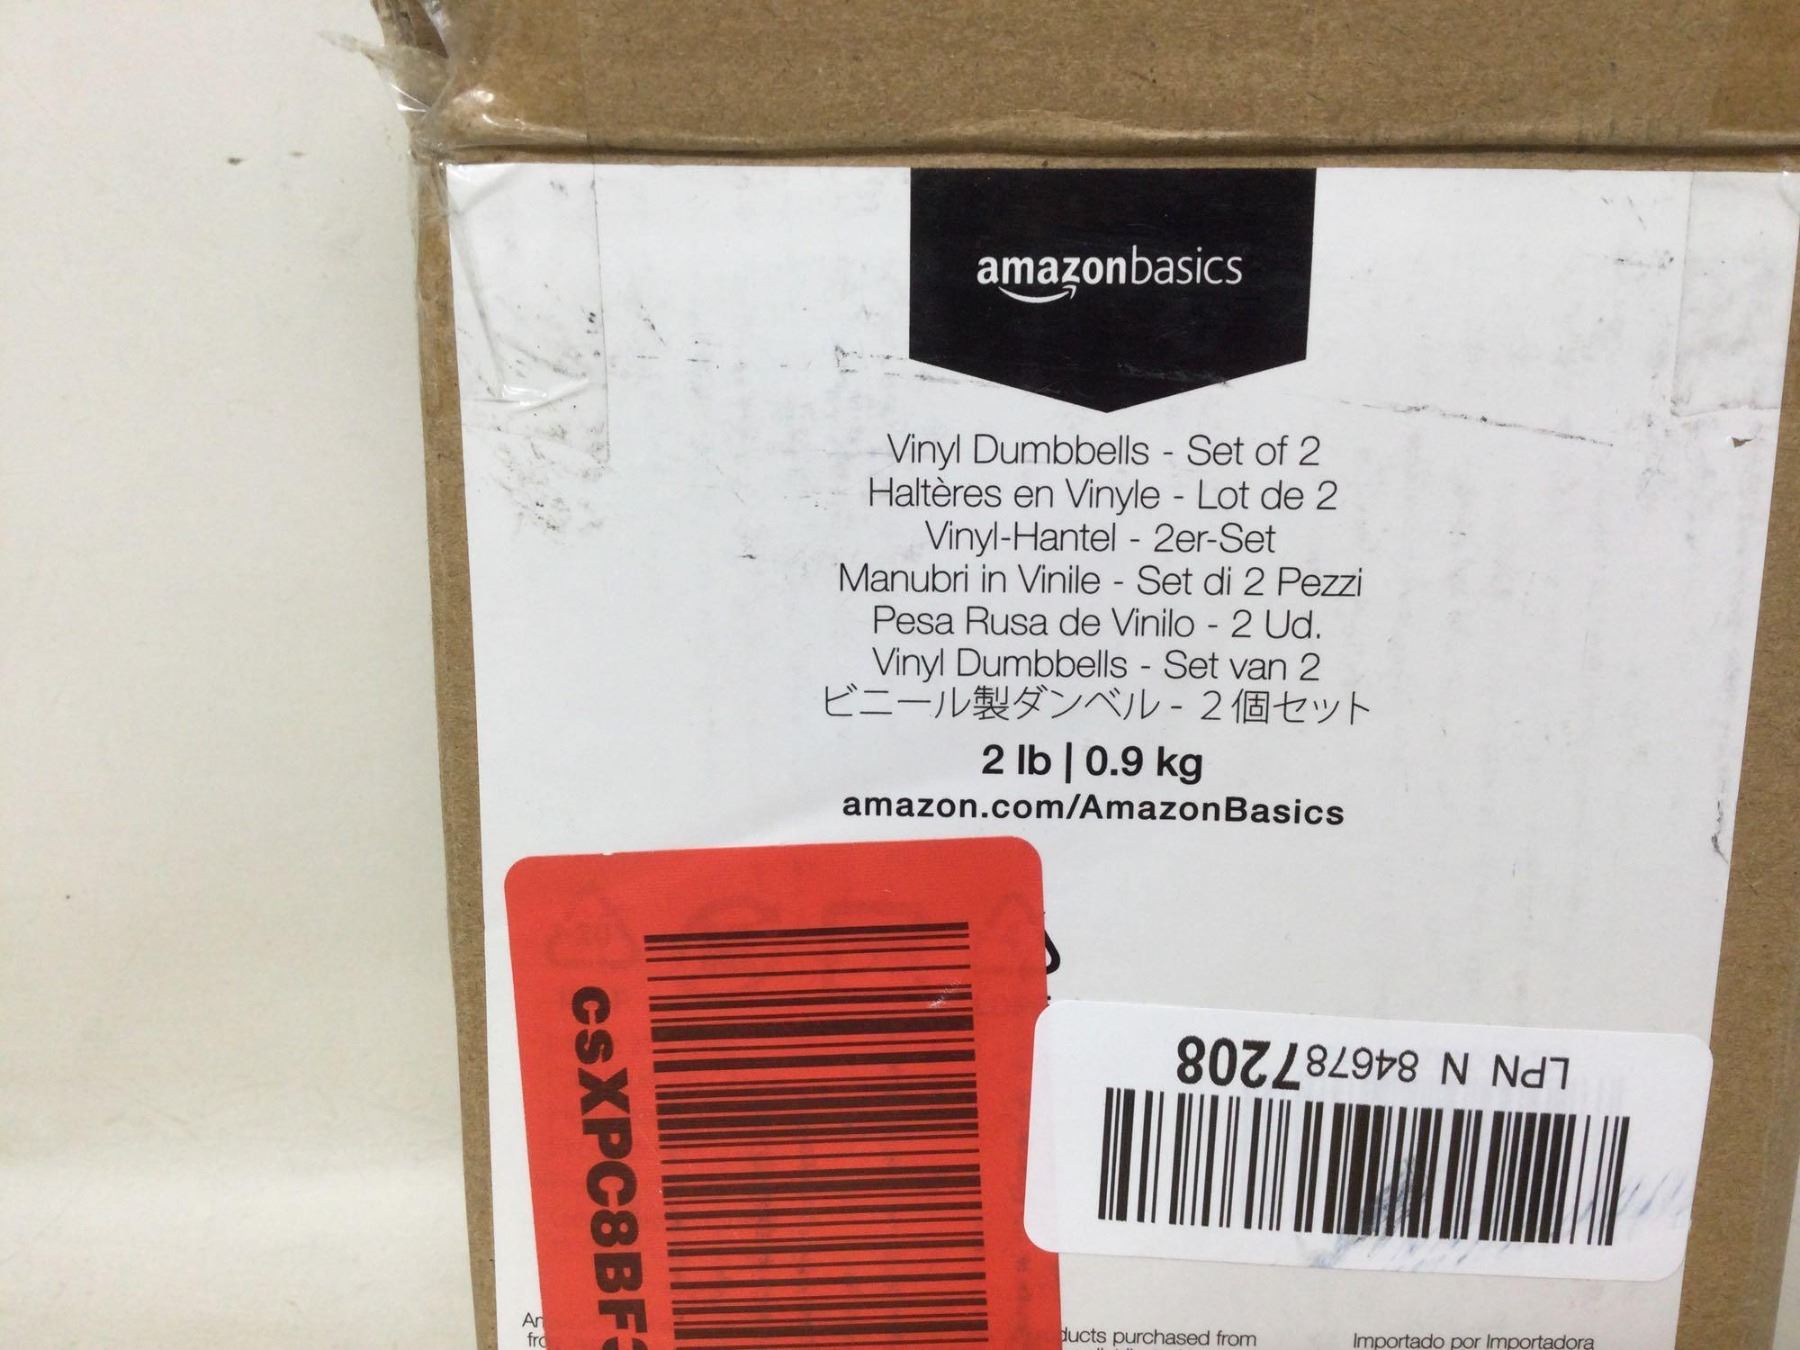 amazonbasics
Vinyl Dumbbells - Set of 2
Haltères en Vinyle - Lot de 2
Vinyl-Hantel - 2er-Set
Manubri in Vinile - Set di 2 Pezzi
Pesa Rusa de Vinilo - 2 Ud.
Vinyl Dumbbells - Set van 2
ビニール製ダンベル - 2個セット
2 lb | 0.9 kg
amazon.com/AmazonBasics
csXPC8BF
LPN N 846787208
ducts purchased from
Importado por Importadora